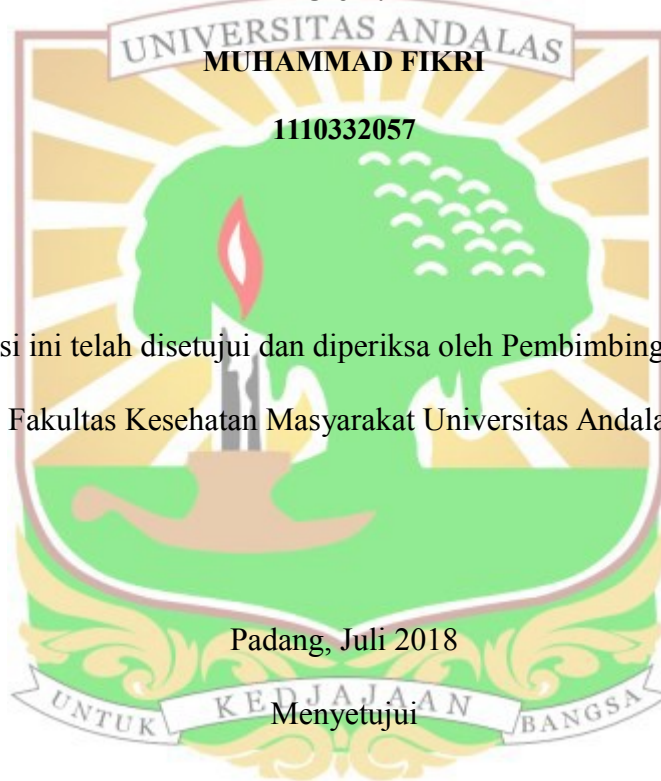 UNIVERSITAS ANDALAS
MUHAMMAD FIKRI
1110332057
si ini telah disetujui dan diperiksa oleh Pembimbing
Fakultas Kesehatan Masyarakat Universitas Andala
Padang, Juli 2018
Menyetujui
UNTUK KEDJAJAAN BANGSA